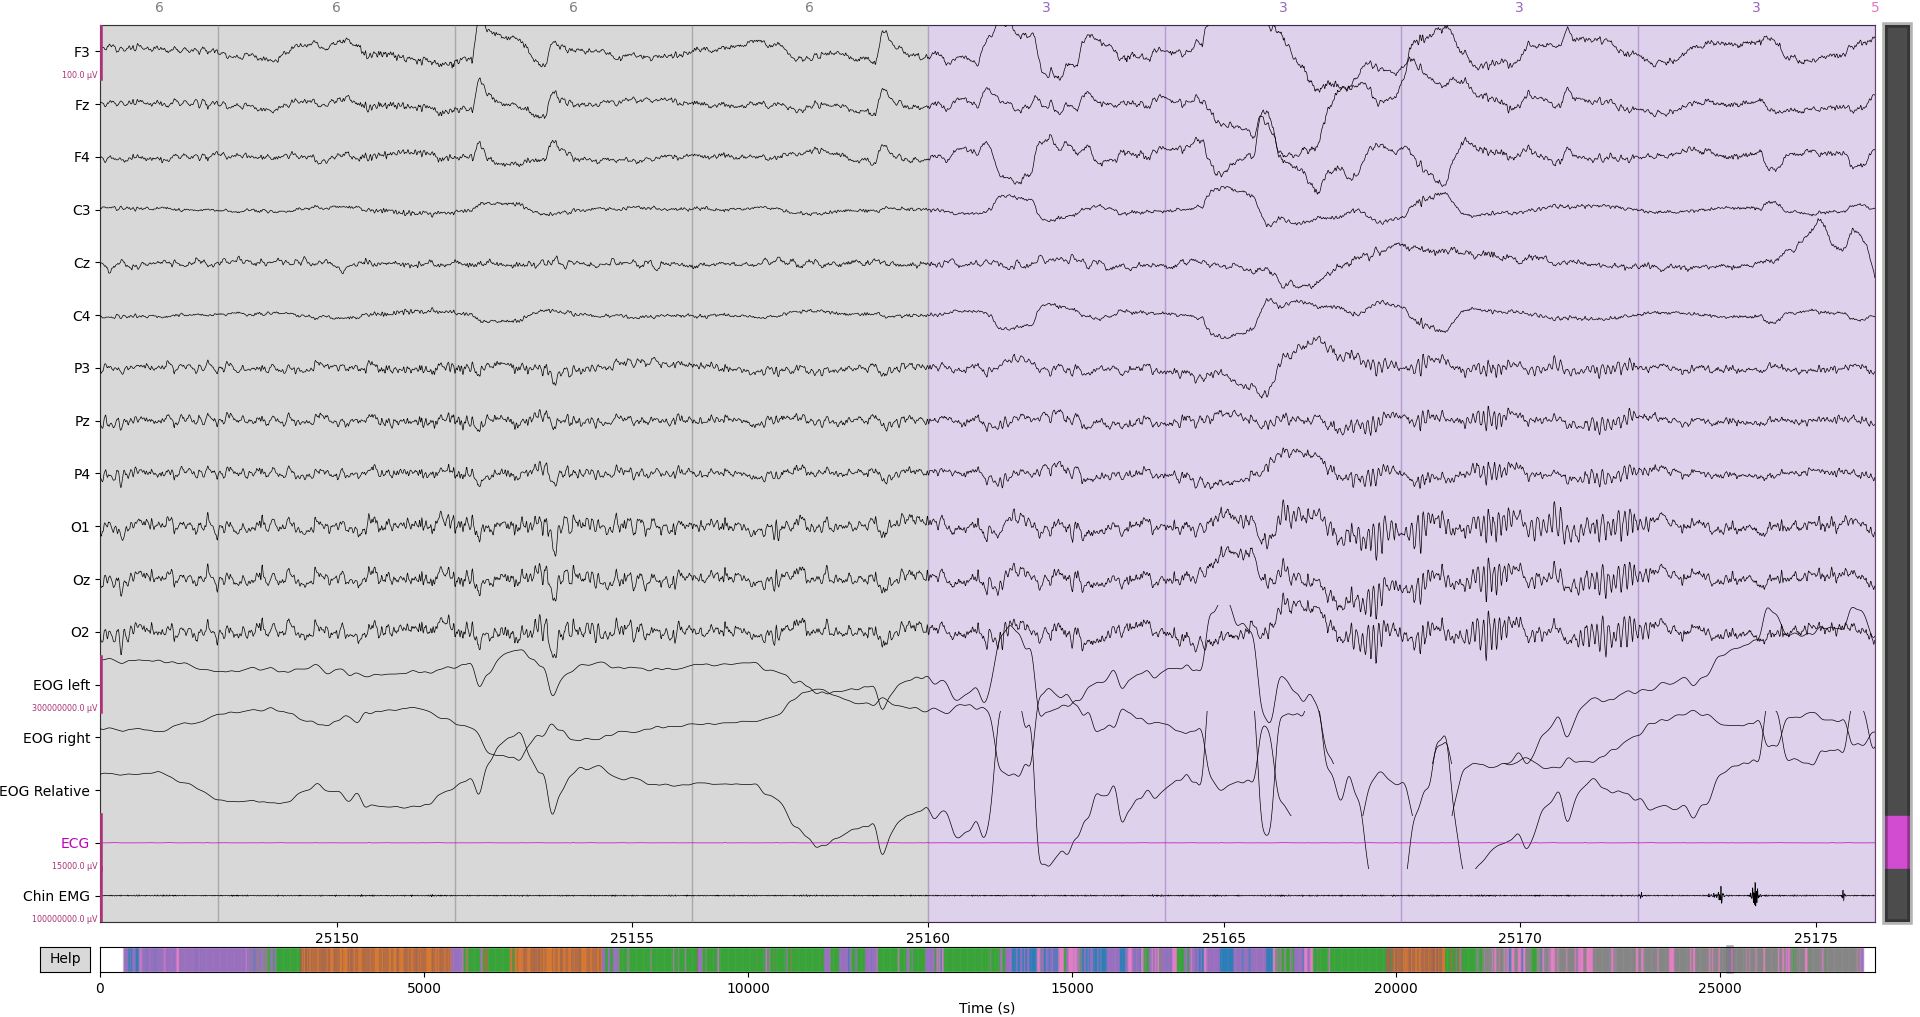 6 6 6 6 3 3 3 3 5
F3
100.0 µV
Fz
F4
C3
Cz
C4
P3
Pz
P4
O1
Oz
O2
EOG left
300000000.0 µV
EOG right
EOG Relative
ECG
15000.0 µV
Chin EMG
100000000.0 µV
25150 25155 25160 25165 25170 25175
Help
0 5000 10000 15000 20000 25000
Time (s)